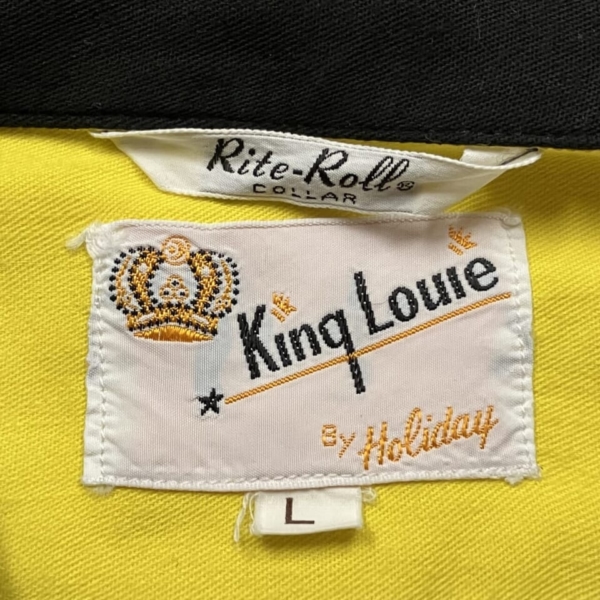 Rite-Roll®
COLLAR
King Louie
By Holiday
L